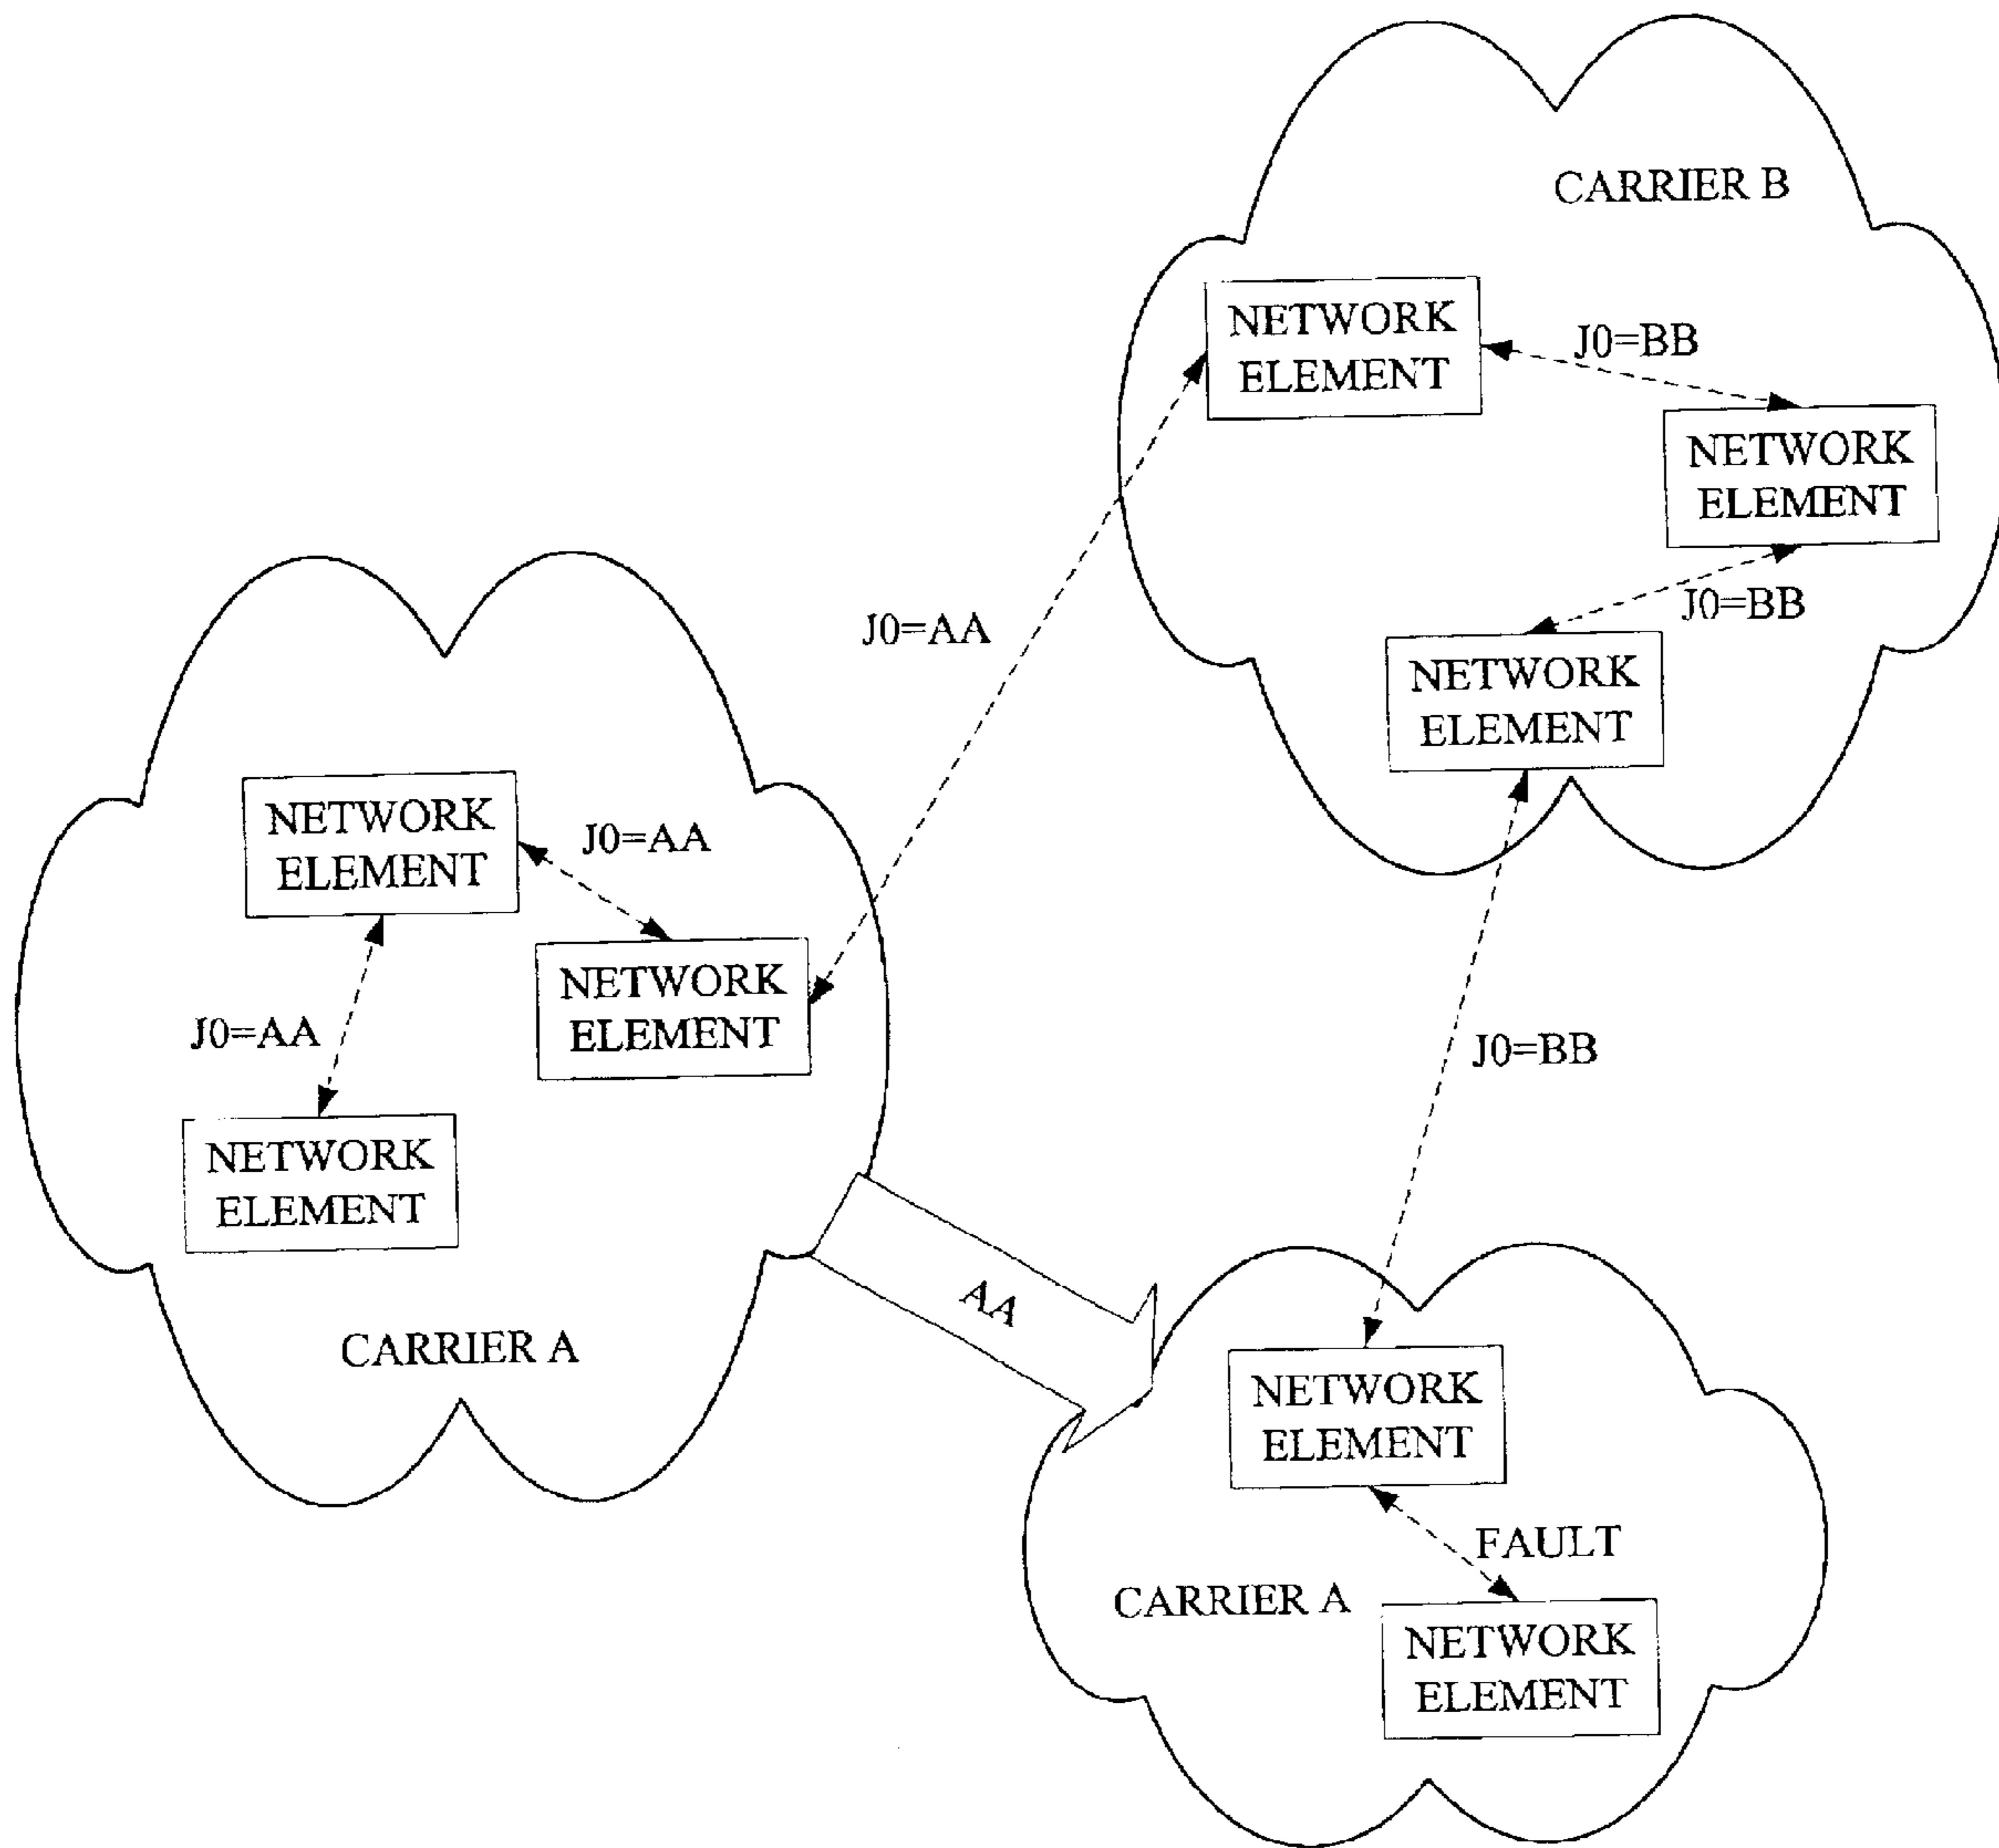 CARRIER B
NETWORK
ELEMENT
J0=BB
NETWORK
ELEMENT
J0=BB
NETWORK
ELEMENT
J0=AA
NETWORK
ELEMENT
J0=AA
NETWORK
ELEMENT
J0=AA
NETWORK
ELEMENT
CARRIER A
J0=BB
AA
NETWORK
ELEMENT
FAULT
CARRIER A
NETWORK
ELEMENT